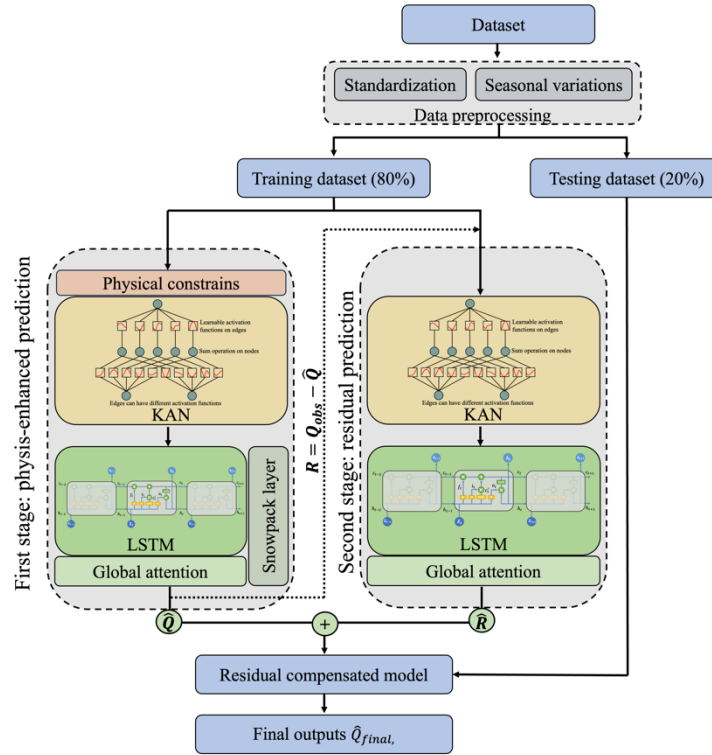 Dataset
Standardization
Seasonal variations
Data preprocessing
Training dataset (80%)
Testing dataset (20%)
First stage: physis-enhanced prediction
Physical constrains
Learnable activation
functions on edges
Sum operation on nodes
Edges can have different activation functions
KAN
LSTM
Global attention
Snowpack layer
R = Q_obs − Q̂
Second stage: residual prediction
Learnable activation
functions on edges
Sum operation on nodes
Edges can have different activation functions
KAN
LSTM
Global attention
Q̂
+
R̂
Residual compensated model
Final outputs Q̂_final,